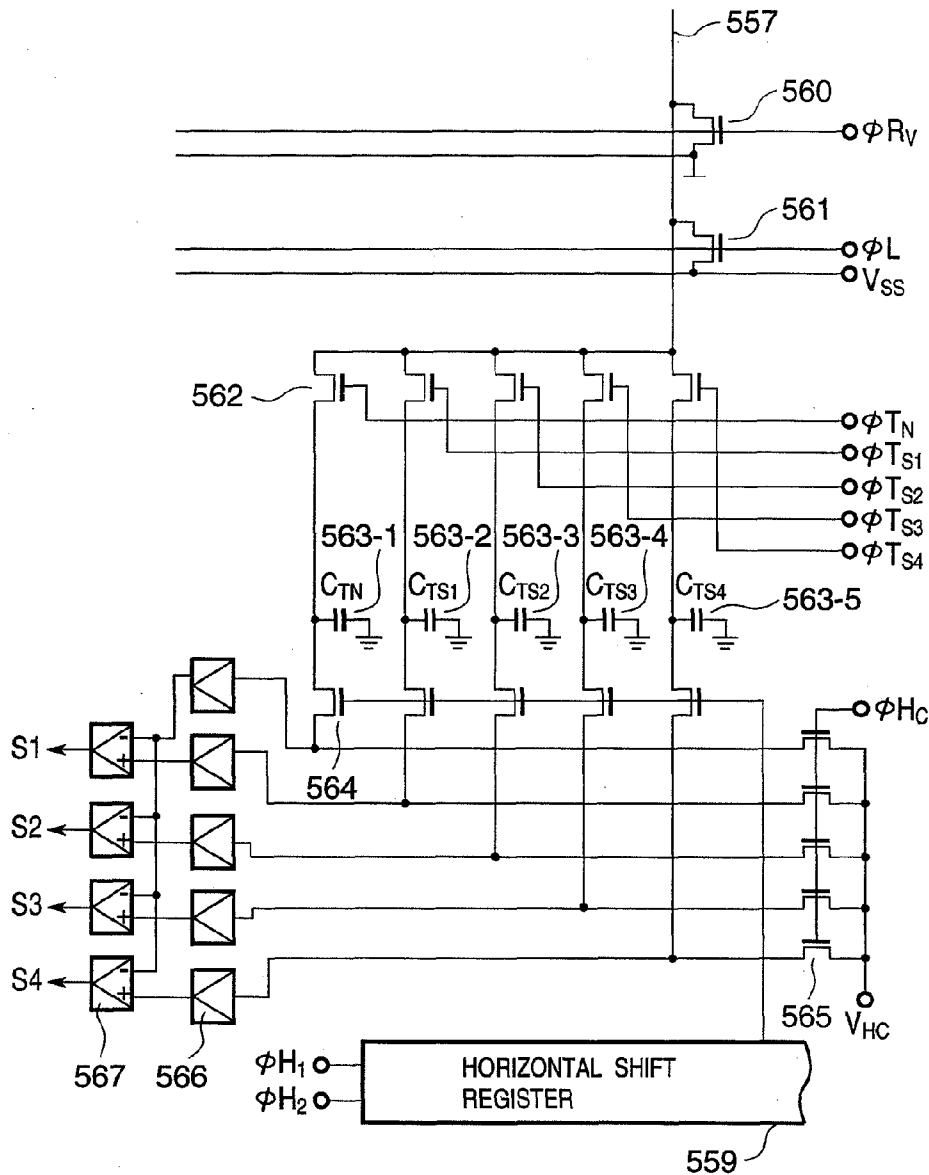 557
560
φRV
561
φL
VSS
562
φTN
φTS1
φTS2
φTS3
φTS4
563-1 563-2 563-3 563-4
CTN CTS1 CTS2 CTS3 CTS4
563-5
φHC
564
S1 - +
S2 - +
S3 - +
S4 - +
565
VHC
567 566
φH1
φH2
HORIZONTAL SHIFT
REGISTER
559